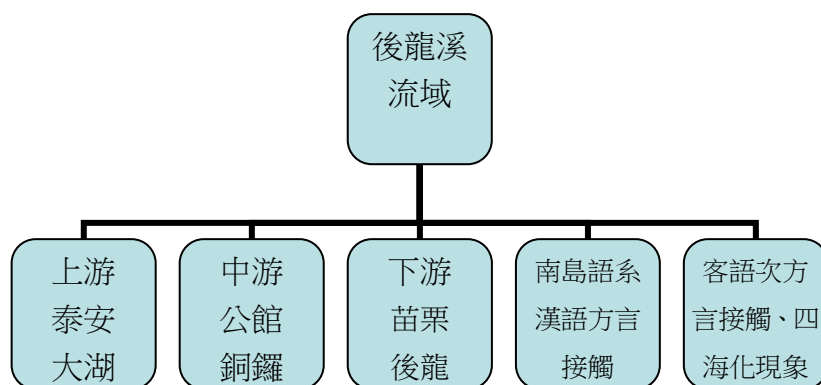 後龍溪
流域
上游
泰安
大湖
中游
公館
銅鑼
下游
苗栗
後龍
南島語系
漢語方言
接觸
客語次方
言接觸、四
海化現象